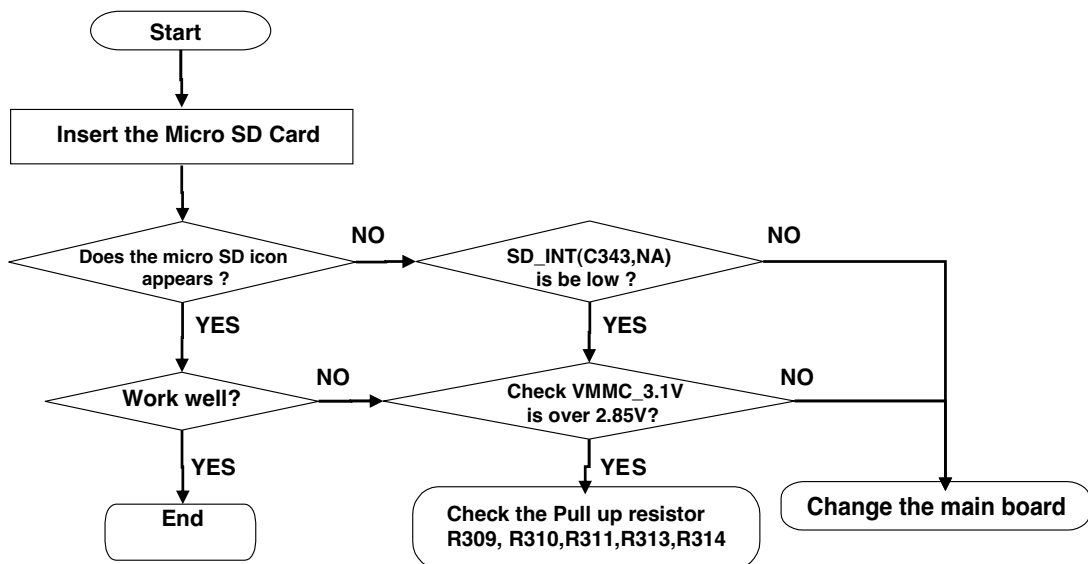 Start
Insert the Micro SD Card
Does the micro SD icon
appears ?
NO
SD_INT(C343,NA)
is be low ?
NO
YES
YES
Work well?
NO
Check VMMC_3.1V
is over 2.85V?
NO
YES
YES
End
Check the Pull up resistor
R309, R310,R311,R313,R314
Change the main board